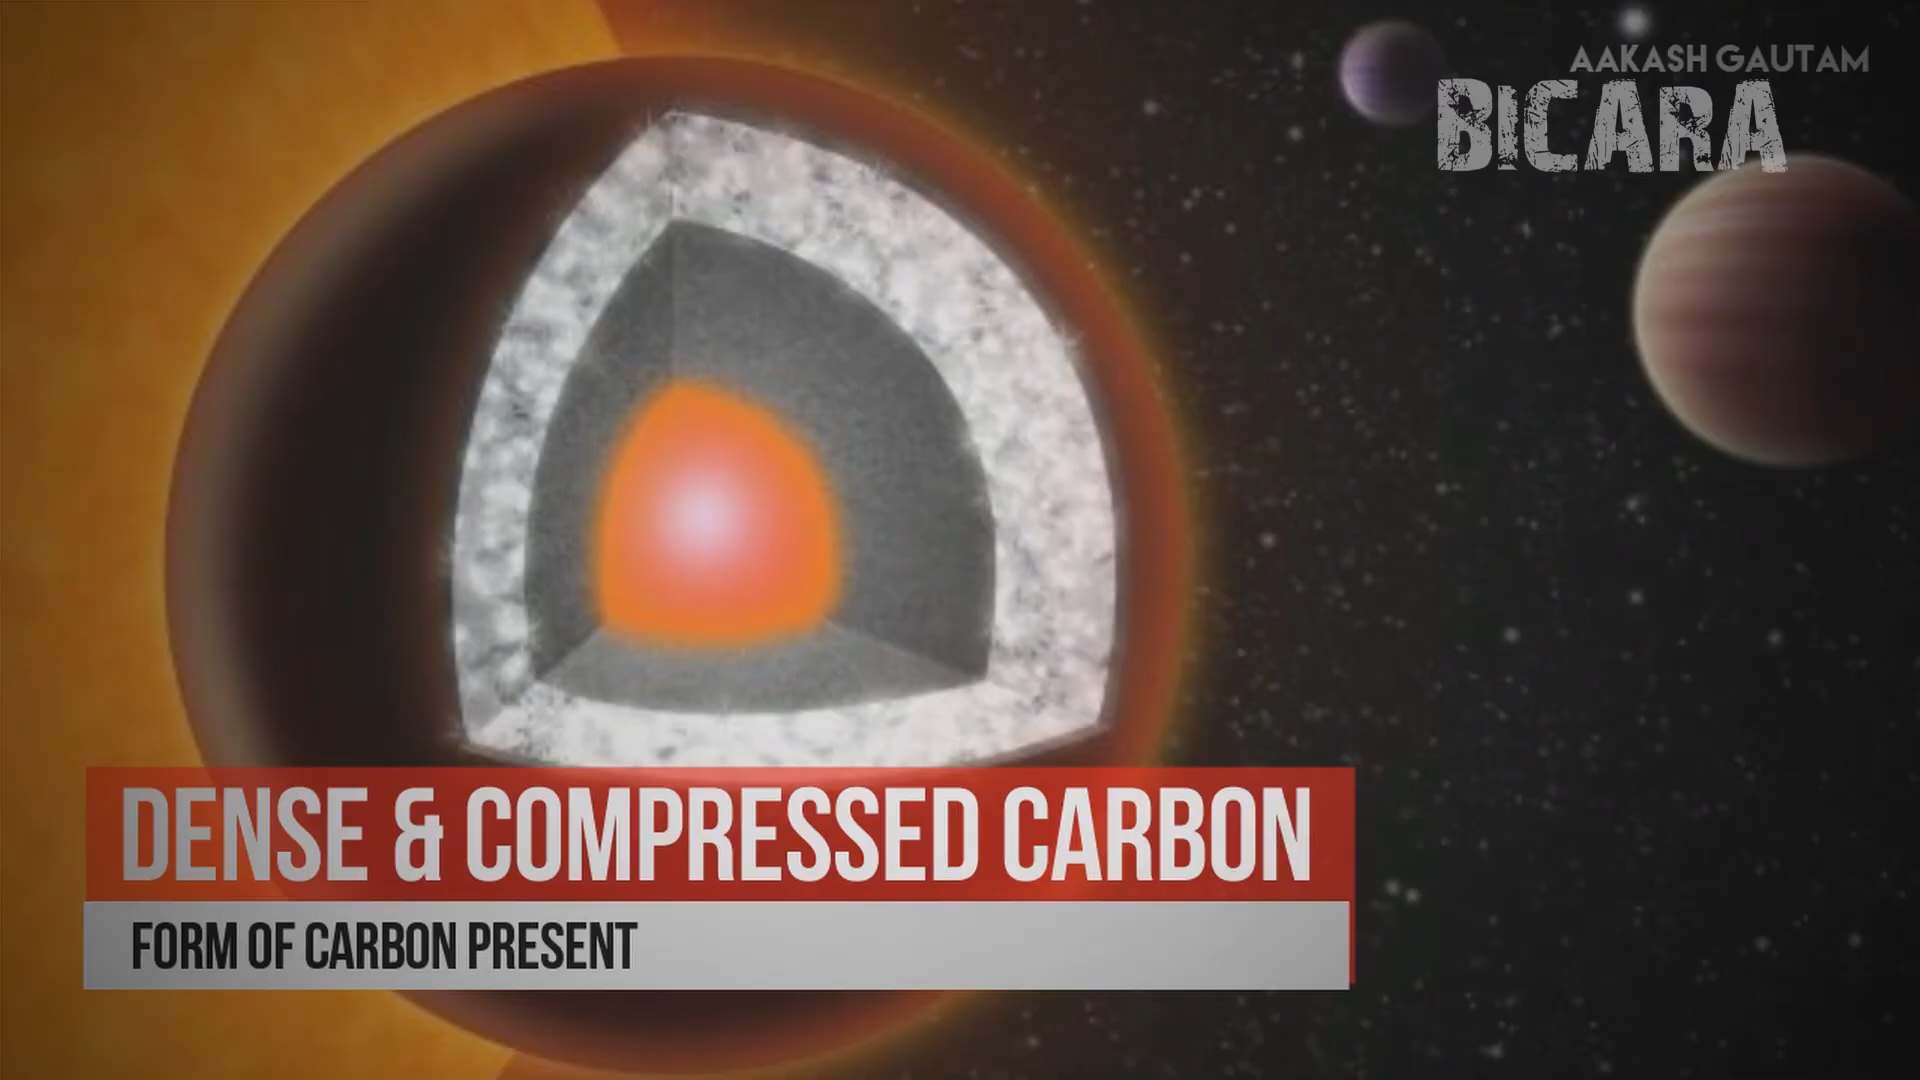 AAKASH GAUTAM
BICARA
DENSE & COMPRESSED CARBON
FORM OF CARBON PRESENT